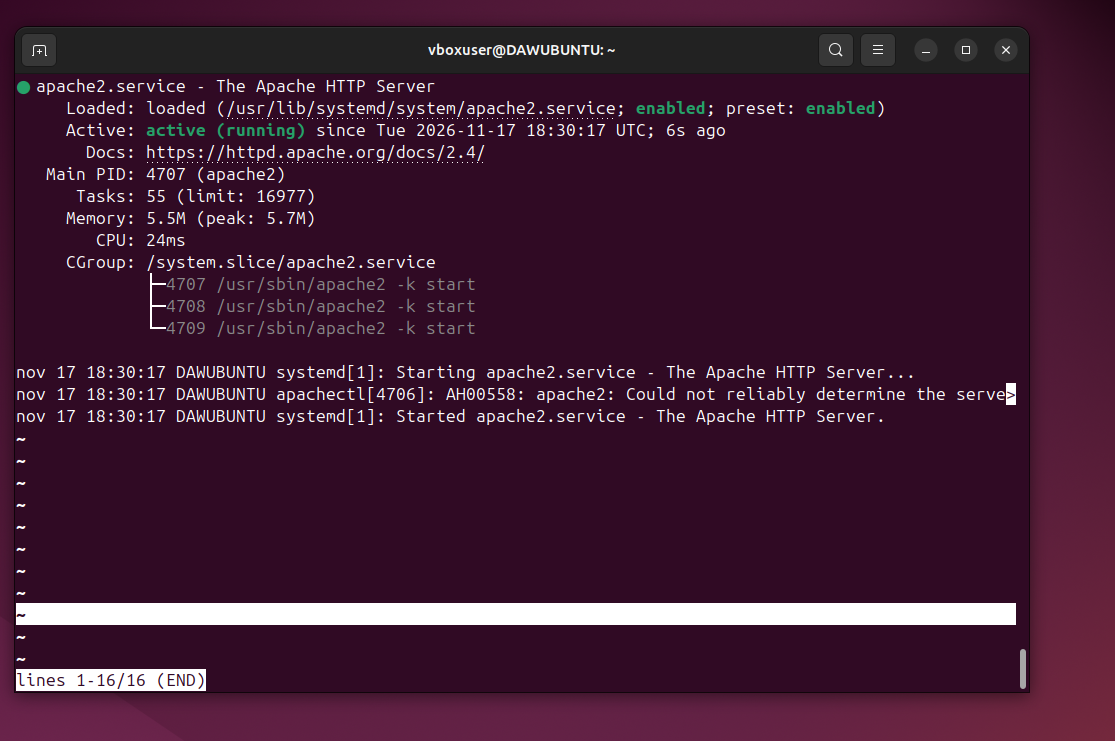 vboxuser@DAWUBUNTU: ~
● apache2.service - The Apache HTTP Server
Loaded: loaded (/usr/lib/systemd/system/apache2.service; enabled; preset: enabled)
Active: active (running) since Tue 2026-11-17 18:30:17 UTC; 6s ago
Docs: https://httpd.apache.org/docs/2.4/
Main PID: 4707 (apache2)
Tasks: 55 (limit: 16977)
Memory: 5.5M (peak: 5.7M)
CPU: 24ms
CGroup: /system.slice/apache2.service
├─4707 /usr/sbin/apache2 -k start
├─4708 /usr/sbin/apache2 -k start
└─4709 /usr/sbin/apache2 -k start
nov 17 18:30:17 DAWUBUNTU systemd[1]: Starting apache2.service - The Apache HTTP Server...
nov 17 18:30:17 DAWUBUNTU apachectl[4706]: AH00558: apache2: Could not reliably determine the serve>
nov 17 18:30:17 DAWUBUNTU systemd[1]: Started apache2.service - The Apache HTTP Server.
~
~
~
~
~
~
~
~
~
~
~
lines 1-16/16 (END)